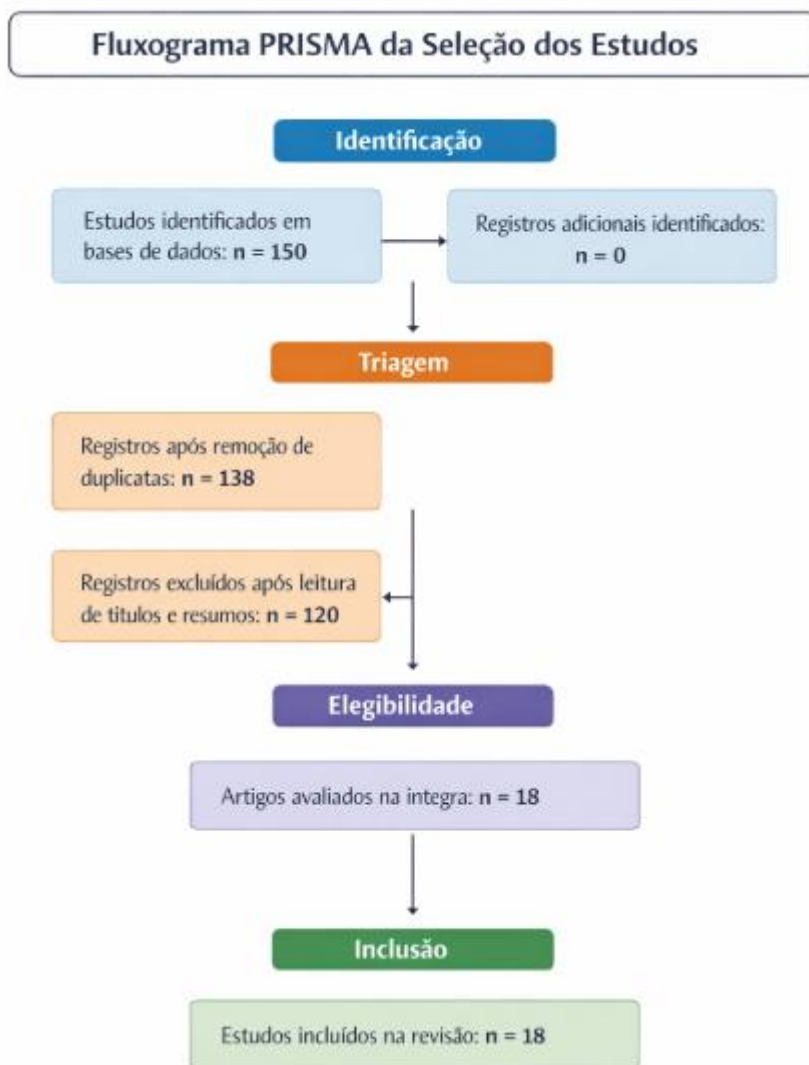 Fluxograma PRISMA da Seleção dos Estudos
Identificação
Estudos identificados em
bases de dados: n = 150
Registros adicionais identificados:
n = 0
Triagem
Registros após remoção de
duplicatas: n = 138
Registros excluídos após leitura
de titulos e resumos: n = 120
Elegibilidade
Artigos avaliados na integra: n = 18
Inclusão
Estudos incluídos na revisão: n = 18